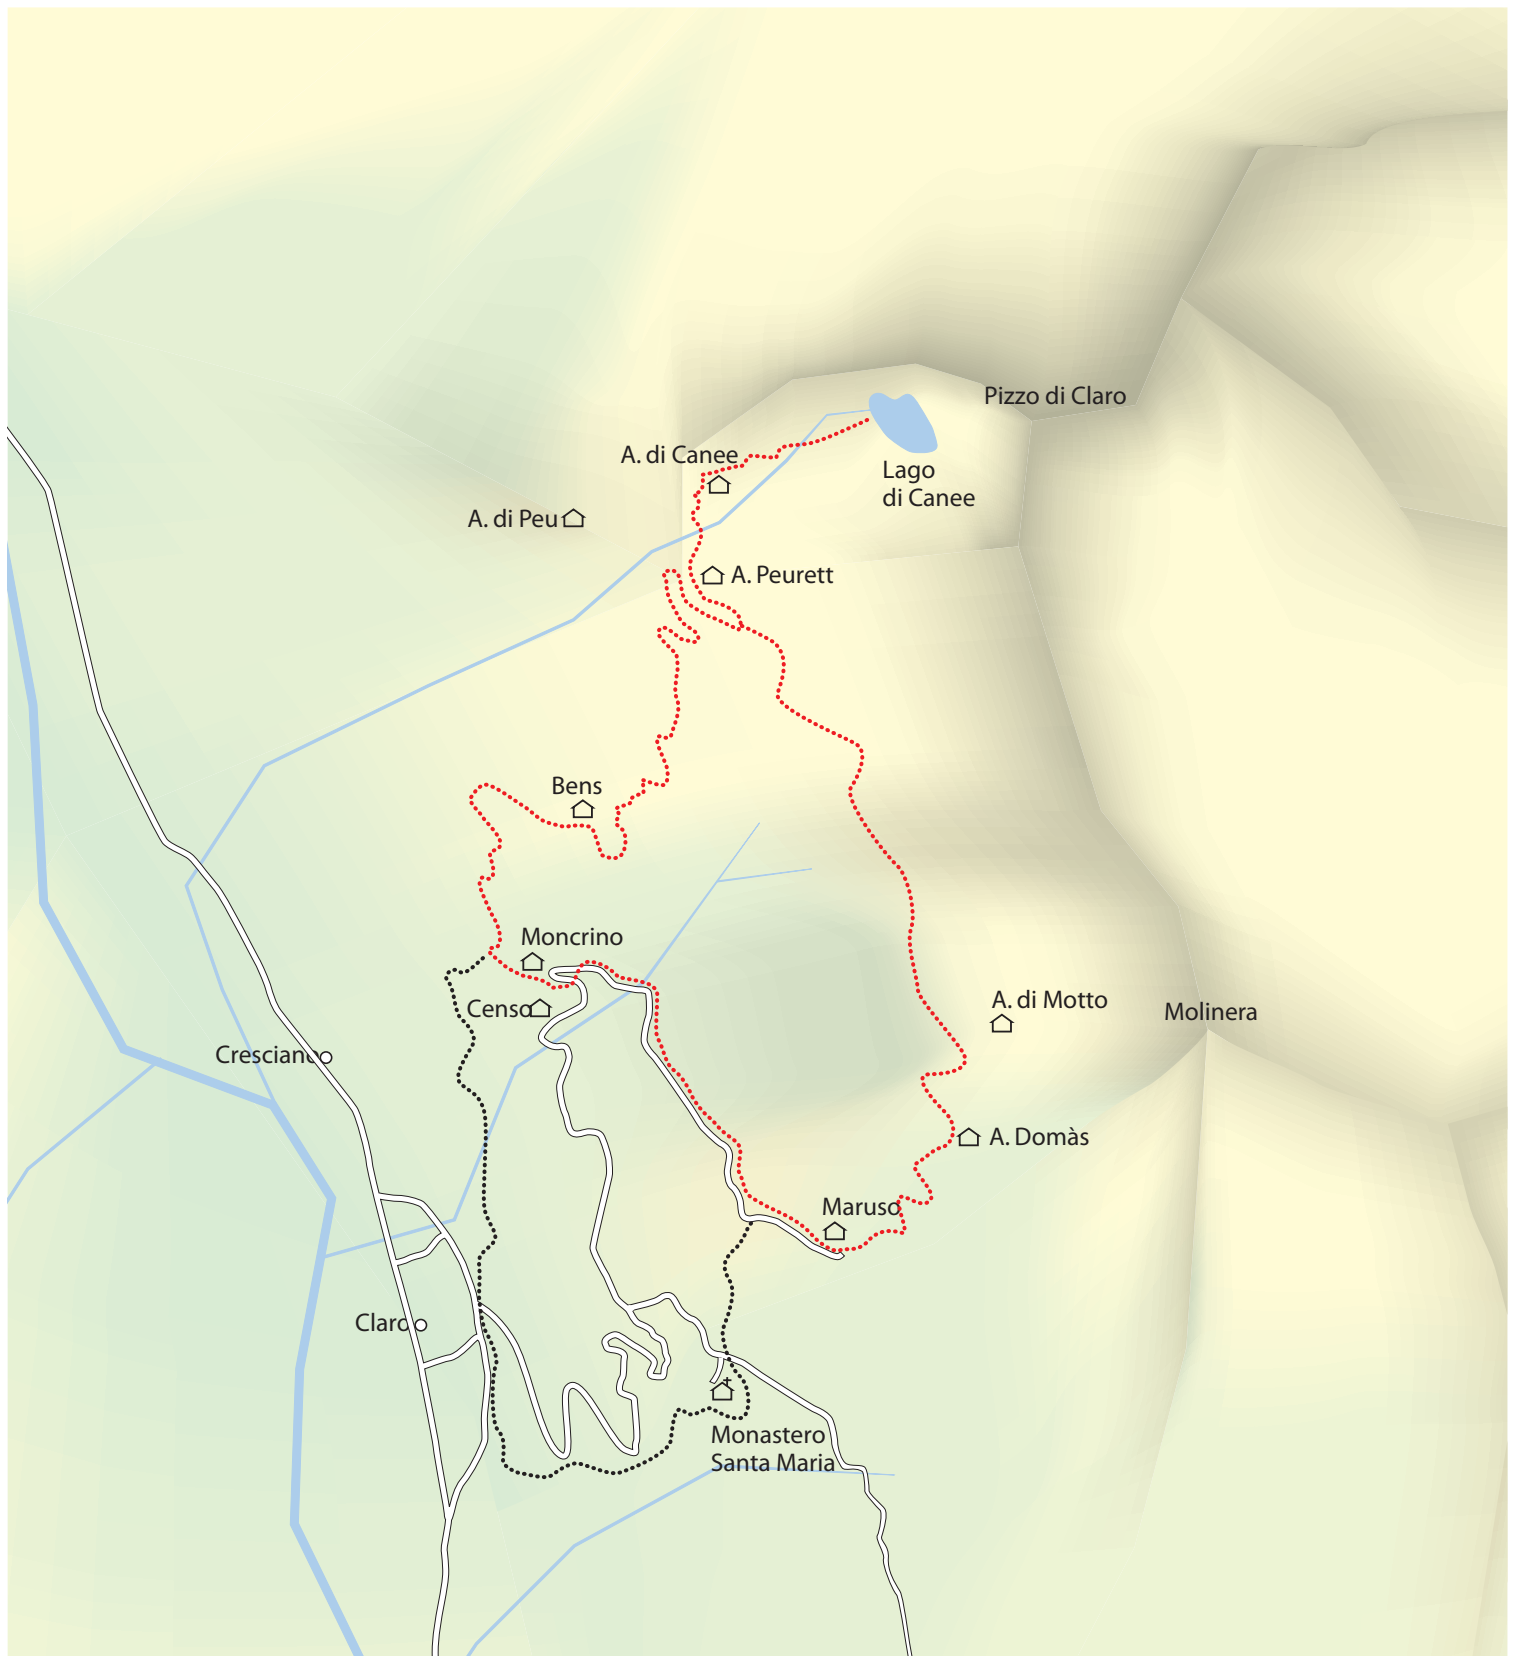 Pizzo di Claro
A. di Canee
Lago
di Canee
A. di Peu
A. Peurett
Bens
Moncrino
A. di Motto
Censo
Molinera
Cresciano
A. Domàs
Maruso
Claro
Monastero
Santa Maria